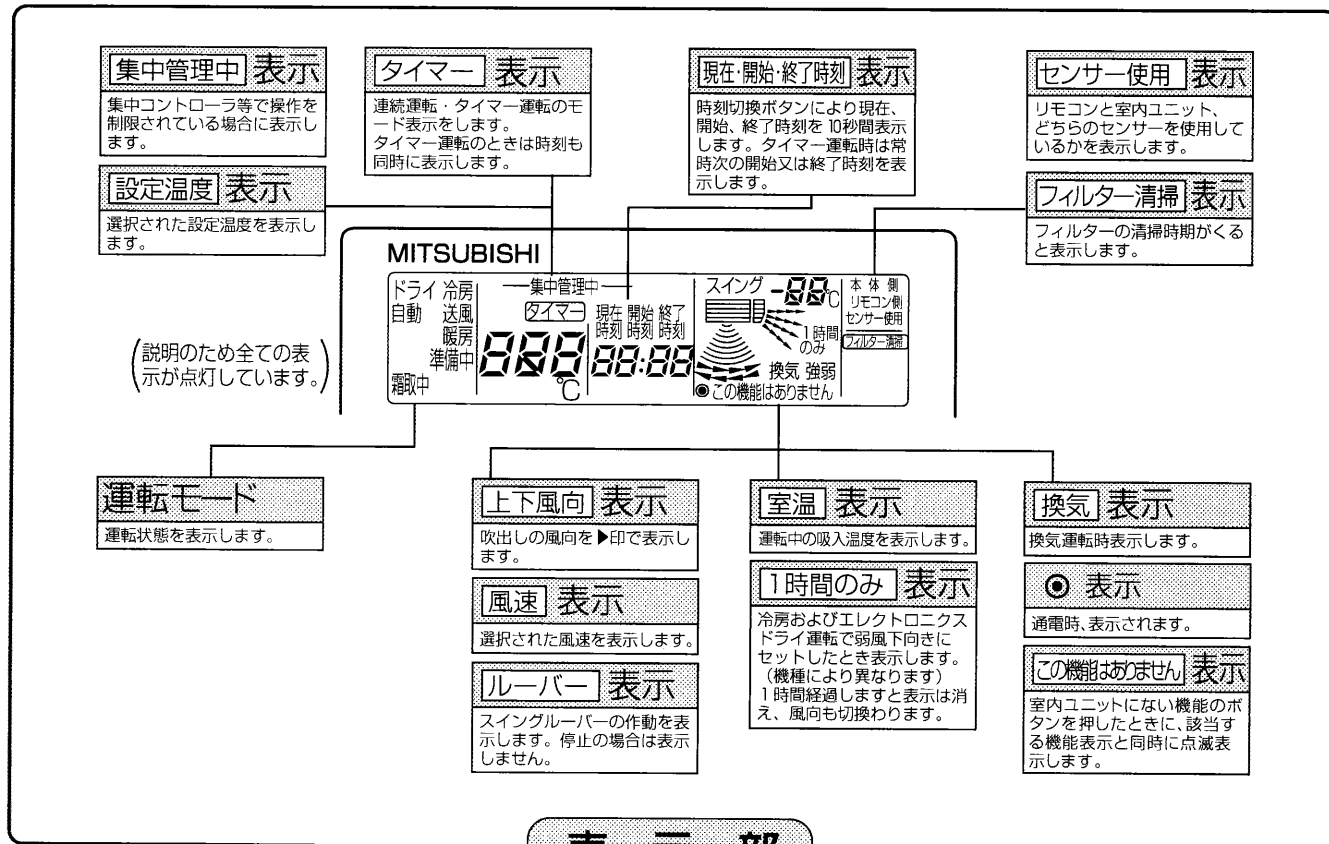 集中管理中 表示
集中コントローラ等で操作を
制限されている場合に表示し
ます。
設定温度 表示
選択された設定温度を表示し
ます。
タイマー 表示
連続運転・タイマー運転のモ
ード表示をします。
タイマー運転のときは時刻も
同時に表示します。
現在・開始・終了時刻 表示
時刻切換ボタンにより現在、
開始、終了時刻を10秒間表示
します。タイマー運転時は常
時次の開始又は終了時刻を表
示します。
センサー使用 表示
リモコンと室内ユニット、
どちらのセンサーを使用して
いるかを表示します。
フィルター清掃 表示
フィルターの清掃時期がくる
と表示します。
(説明のため全ての表
示が点灯しています。)
MITSUBISHI
ドライ 冷房
自動 送風
暖房
準備中
霜取中
集中管理中
タイマー
888
℃
現在 開始 終了
時刻 時刻 時刻
88:88
スイング
-88℃
1時間
のみ
換気 強弱
◉この機能はありません
本体側
リモコン側
センサー使用
フィルター清掃
運転モード
運転状態を表示します。
上下風向 表示
吹出しの風向を▶印で表示し
ます。
風速 表示
選択された風速を表示します。
ルーバー 表示
スイングルーバーの作動を表
示します。停止の場合は表示
しません。
室温 表示
運転中の吸入温度を表示します。
1時間のみ 表示
冷房およびエレクトロニクス
ドライ運転で弱風下向きに
セットしたとき表示します。
(機種により異なります)
1時間経過しますと表示は消
え、風向も切換わります。
換気 表示
換気運転時表示します。
◉ 表示
通電時、表示されます。
この機能はありません 表示
室内ユニットにない機能のボ
タンを押したときに、該当す
る機能表示と同時に点滅表
示します。
表示部